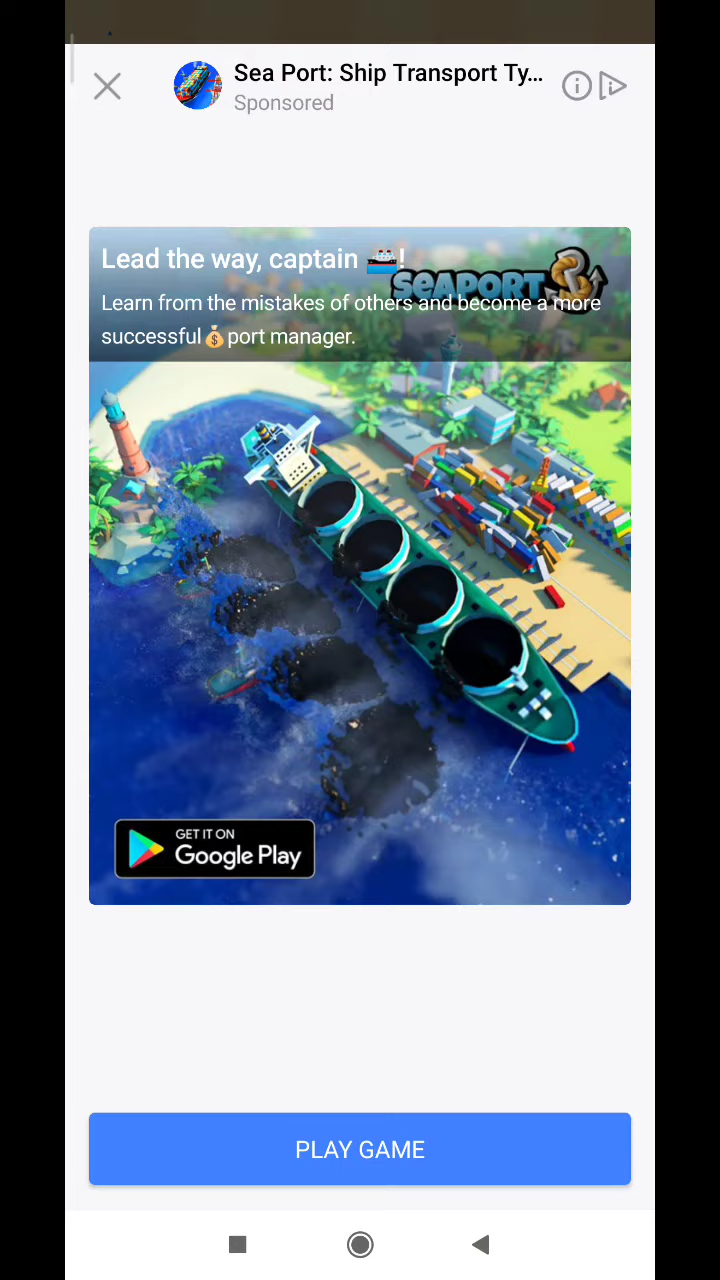 Sea Port: Ship Transport Ty...
Sponsored
Lead the way, captain 🚢!
SEAPORT
Learn from the mistakes of others and become a more
successful💰port manager.
GET IT ON
Google Play
PLAY GAME